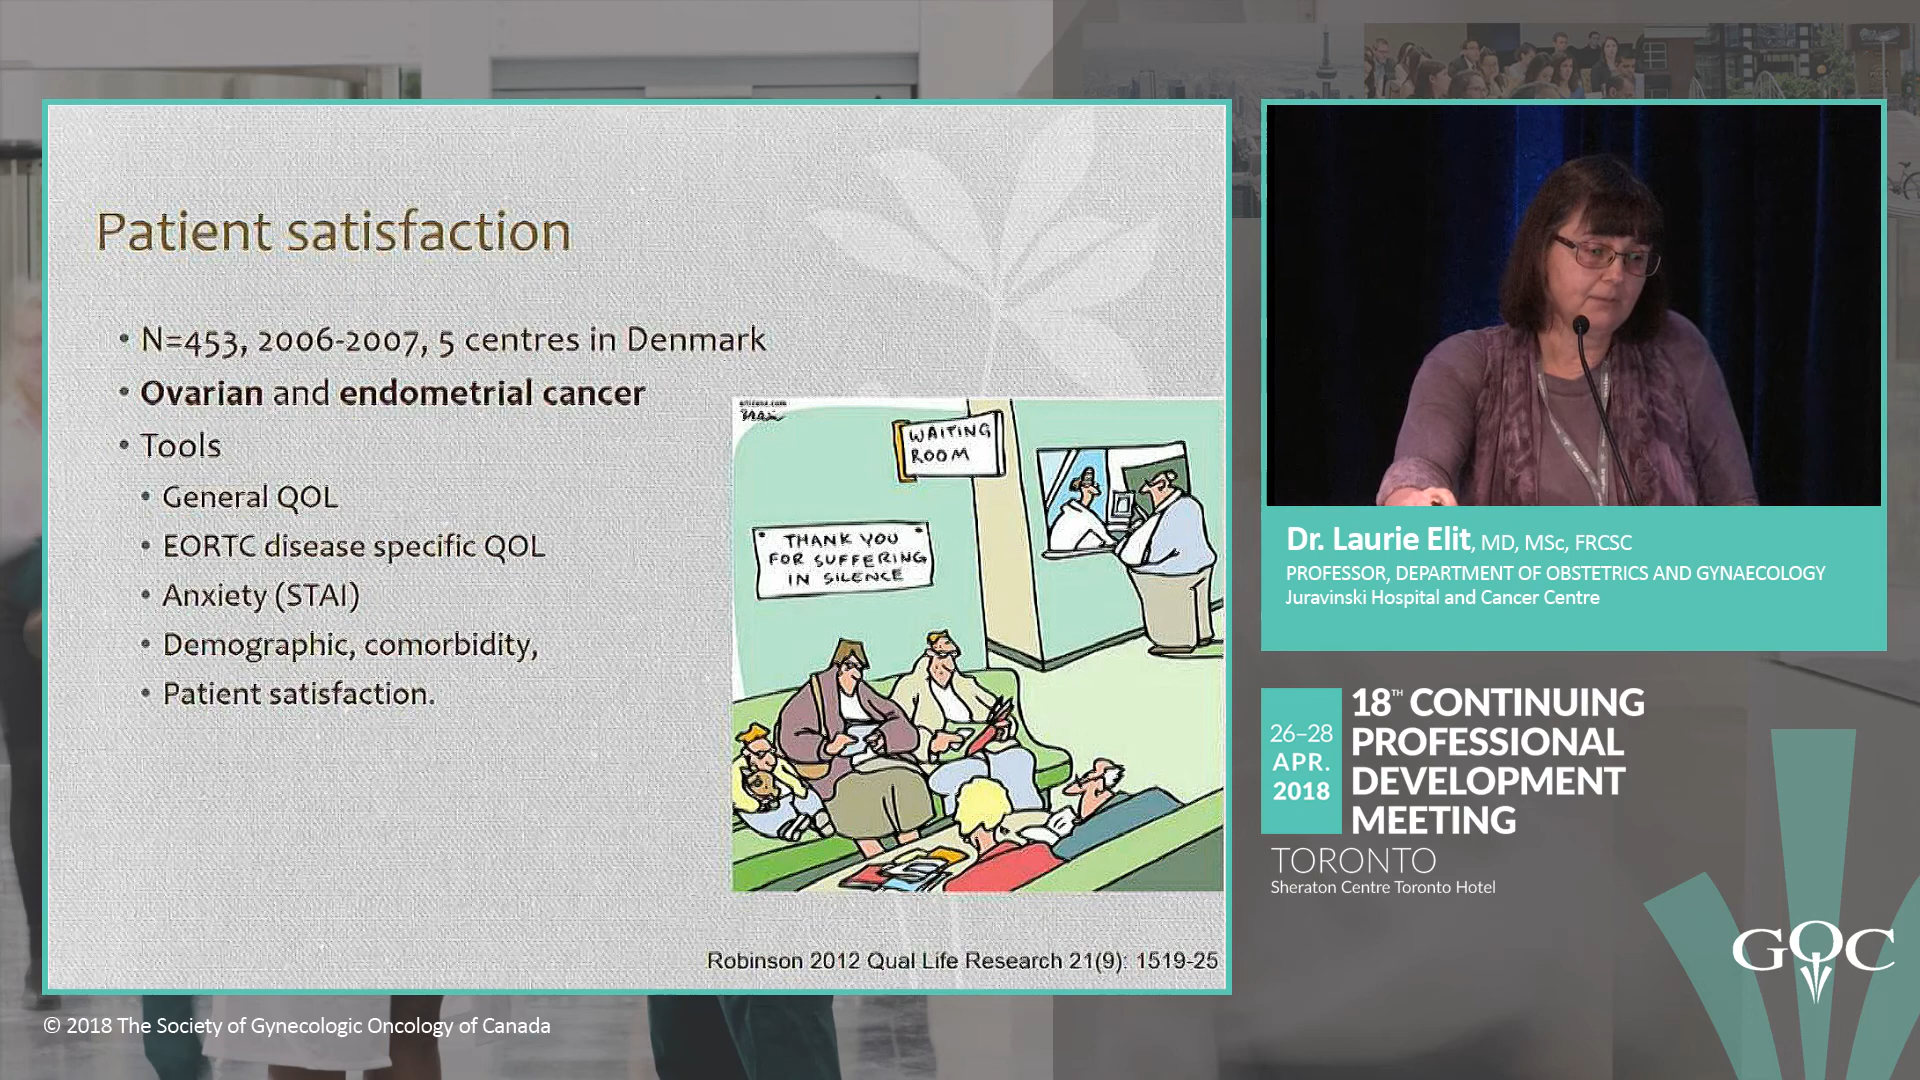 Patient satisfaction
• N=453, 2006-2007, 5 centres in Denmark
• Ovarian and endometrial cancer
• Tools
• General QOL
• EORTC disease specific QOL
• Anxiety (STAI)
• Demographic, comorbidity,
• Patient satisfaction.
WAITING
ROOM
THANK YOU
FOR SUFFERING
IN SILENCE
Robinson 2012 Qual Life Research 21(9): 1519-25
Dr. Laurie Elit, MD, MSc, FRCSC
PROFESSOR, DEPARTMENT OF OBSTETRICS AND GYNAECOLOGY
Juravinski Hospital and Cancer Centre
26–28
APR.
2018
18TH CONTINUING
PROFESSIONAL
DEVELOPMENT
MEETING
TORONTO
Sheraton Centre Toronto Hotel
GOC
© 2018 The Society of Gynecologic Oncology of Canada